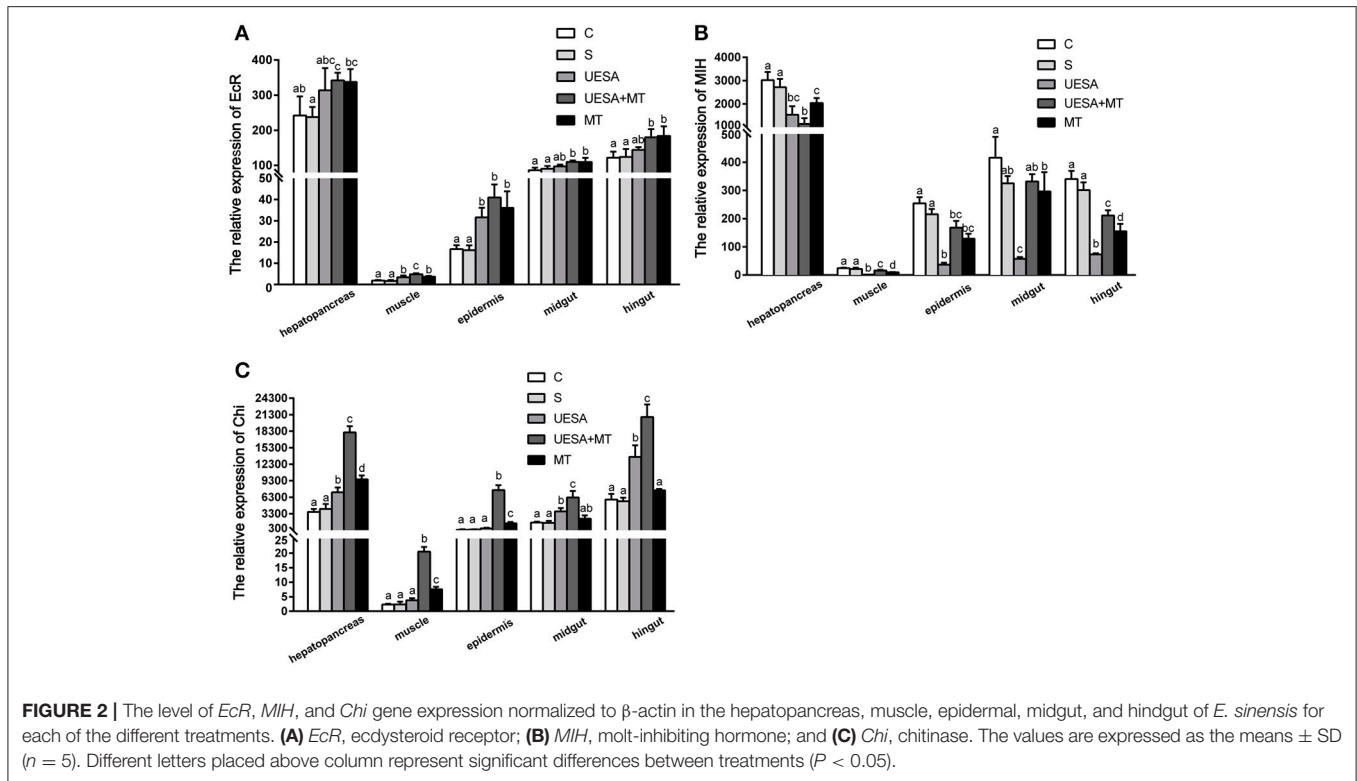 A
C
S
UESA
UESA+MT
MT
The relative expression of EcR
400
300
200
100
50
40
30
20
10
0
ab a abc c bc
a a b c b
a a b b b
a a ab b b
a a ab b b
hepatopancreas
muscle
epidermis
midgut
hingut
B
C
S
UESA
UESA+MT
MT
The relative expression of MIH
4000
3000
2000
1000
500
400
300
200
100
0
a a bc b c
a a b c d
a a b bc bc
a ab c ab b
a a b c d
hepatopancreas
muscle
epidermis
midgut
hingut
C
C
S
UESA
UESA+MT
MT
The relative expression of Chi
24300
21300
18300
15300
12300
9300
6300
3300
300
25
20
15
10
5
0
a a b c d
a a a b c
a a a b c
a a b c ab
a a b c a
hepatopancreas
muscle
epidermis
midgut
hingut
FIGURE 2 | The level of EcR, MIH, and Chi gene expression normalized to β-actin in the hepatopancreas, muscle, epidermal, midgut, and hindgut of E. sinensis for
each of the different treatments. (A) EcR, ecdysteroid receptor; (B) MIH, molt-inhibiting hormone; and (C) Chi, chitinase. The values are expressed as the means ± SD
(n = 5). Different letters placed above column represent significant differences between treatments (P < 0.05).